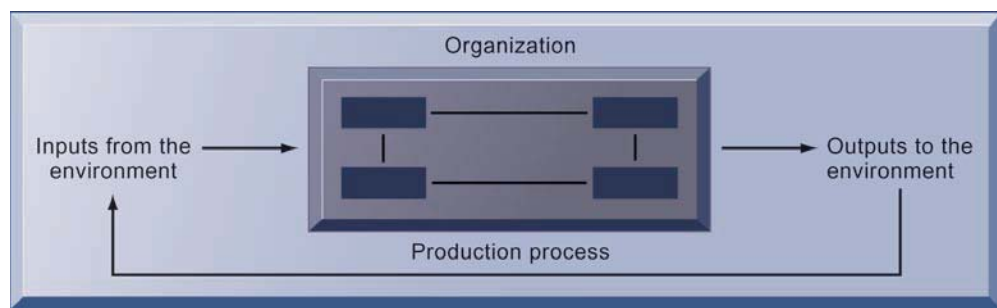 Organization
Inputs from the
environment
Outputs to the
environment
Production process